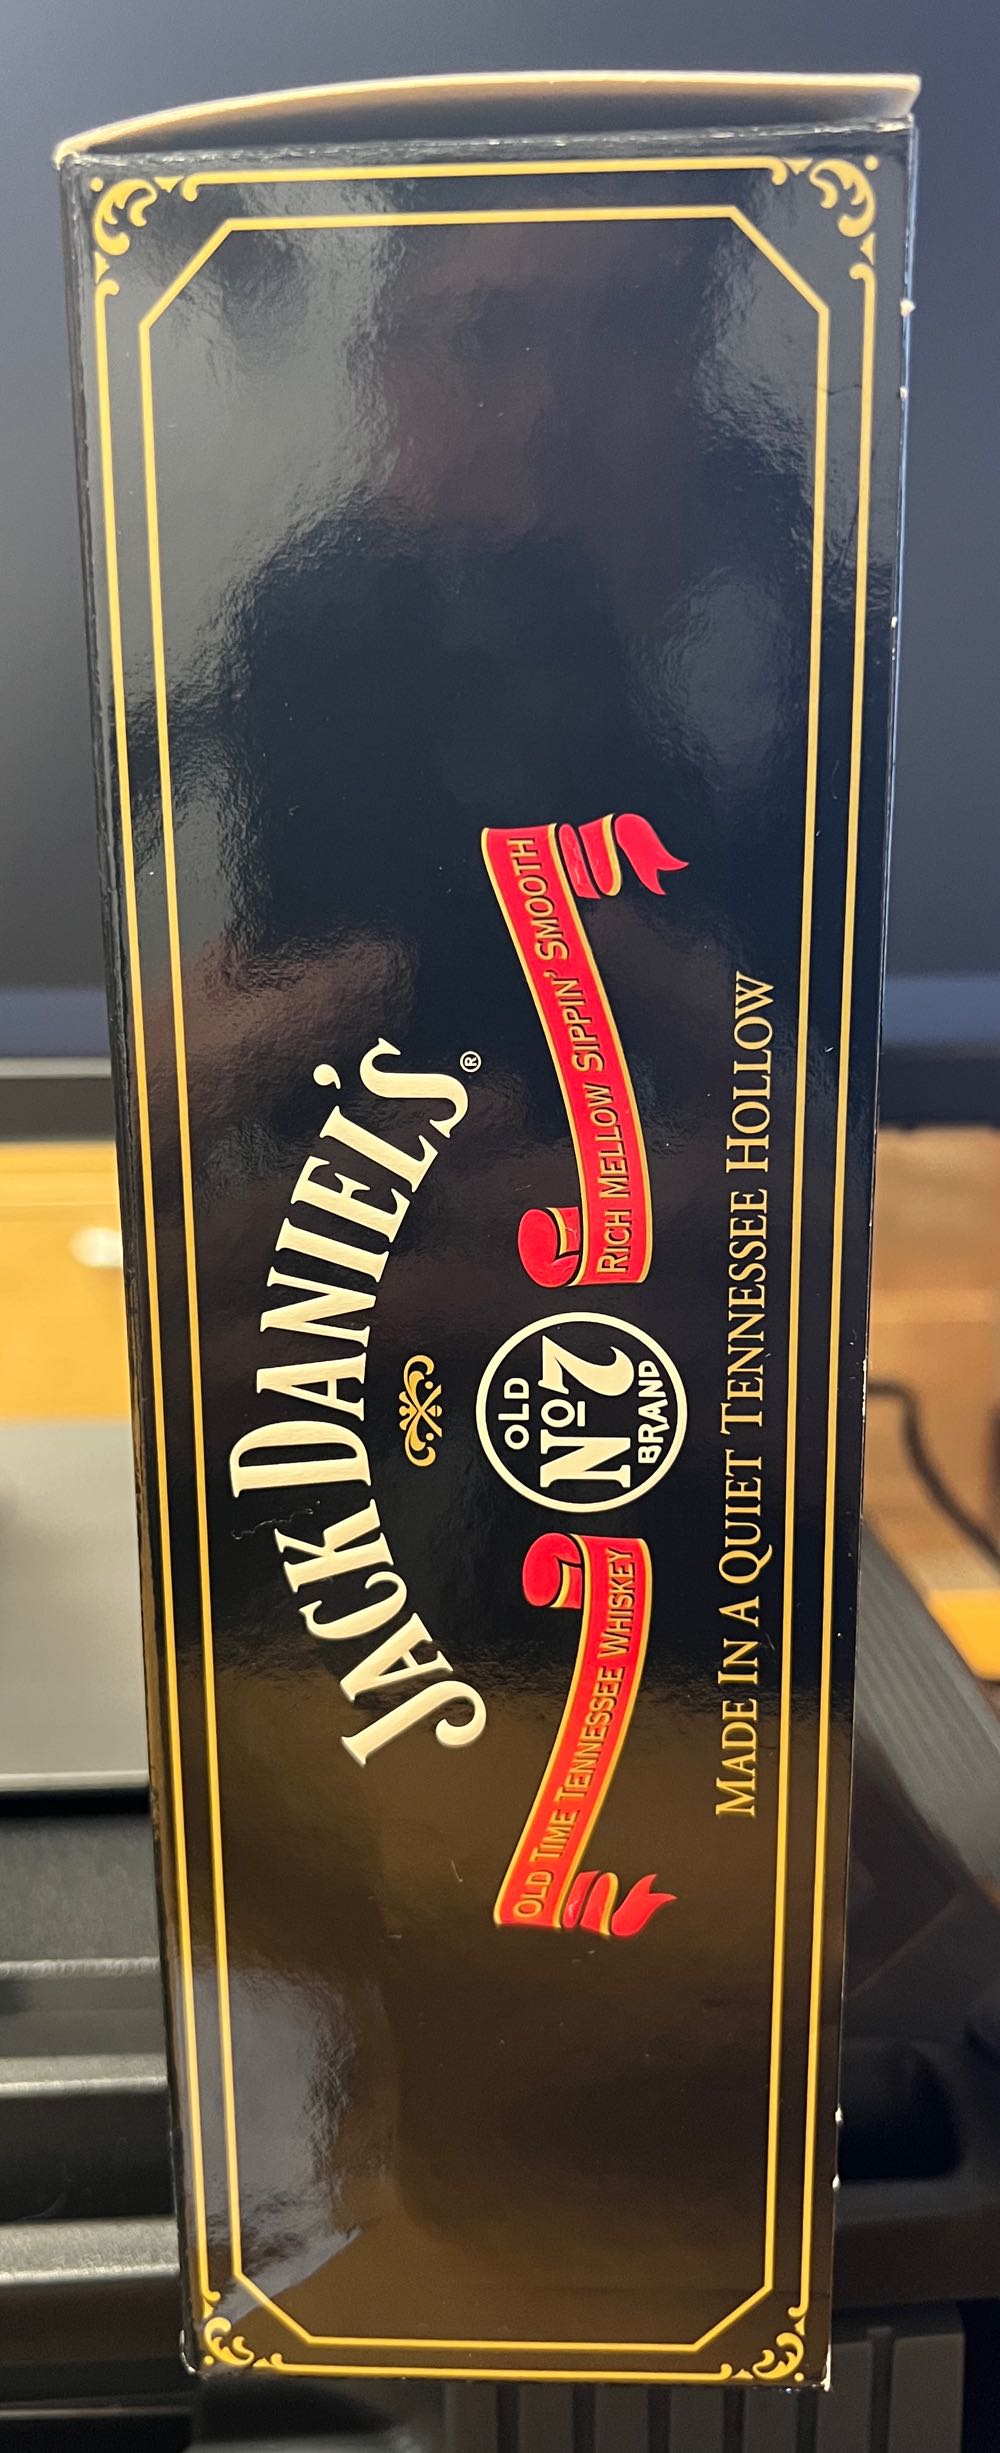 JACK DANIEL'S®
OLD TIME TENNESSEE WHISKEY
OLD
Nº7
BRAND
RICH MELLOW SIPPIN' SMOOTH
MADE IN A QUIET TENNESSEE HOLLOW